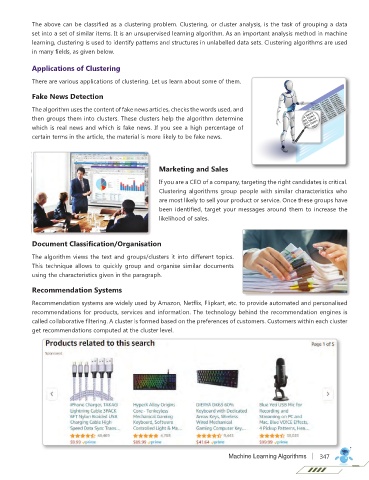 The above can be classified as a clustering problem. Clustering, or cluster analysis, is the task of grouping a data
set into a set of similar items. It is an unsupervised learning algorithm. As an important analysis method in machine
learning, clustering is used to identify patterns and structures in unlabelled data sets. Clustering algorithms are used
in many fields, as given below.
Applications of Clustering
There are various applications of clustering. Let us learn about some of them.
Fake News Detection
The algorithm uses the content of fake news articles, checks the words used, and
then groups them into clusters. These clusters help the algorithm determine
which is real news and which is fake news. If you see a high percentage of
certain terms in the article, the material is more likely to be fake news.
Marketing and Sales
If you are a CEO of a company, targeting the right candidates is critical.
Clustering algorithms group people with similar characteristics who
are most likely to sell your product or service. Once these groups have
been identified, target your messages around them to increase the
likelihood of sales.
Document Classification/Organisation
The algorithm views the text and groups/clusters it into different topics.
This technique allows to quickly group and organise similar documents
using the characteristics given in the paragraph.
Recommendation Systems
Recommendation systems are widely used by Amazon, Netflix, Flipkart, etc. to provide automated and personalised
recommendations for products, services and information. The technology behind the recommendation engines is
called collaborative filtering. A cluster is formed based on the preferences of customers. Customers within each cluster
get recommendations computed at the cluster level.
Products related to this search
Page 1 of 5
Sponsored
iPhone Charger, TAKAGI
Lightning Cable 3PACK
6FT Nylon Braided USB
Charging Cable High
Speed Data Sync Trans...
$9.93 prime
HyperX Alloy Origins
Core - Tenkeyless
Mechanical Gaming
Keyboard, Software
Controlled Light & Ma...
$89.99 prime
Keyboard with Dedicated
Arrow Keys, Wireless
Wired Mechanical
Gaming Computer Key...
$41.64 prime
Blue Yeti USB Mic for
Recording and
Streaming on PC and
Mac, Blue VO!CE Effects,
4 Pickup Patterns, Hea...
prime
Machine Learning Algorithms 347